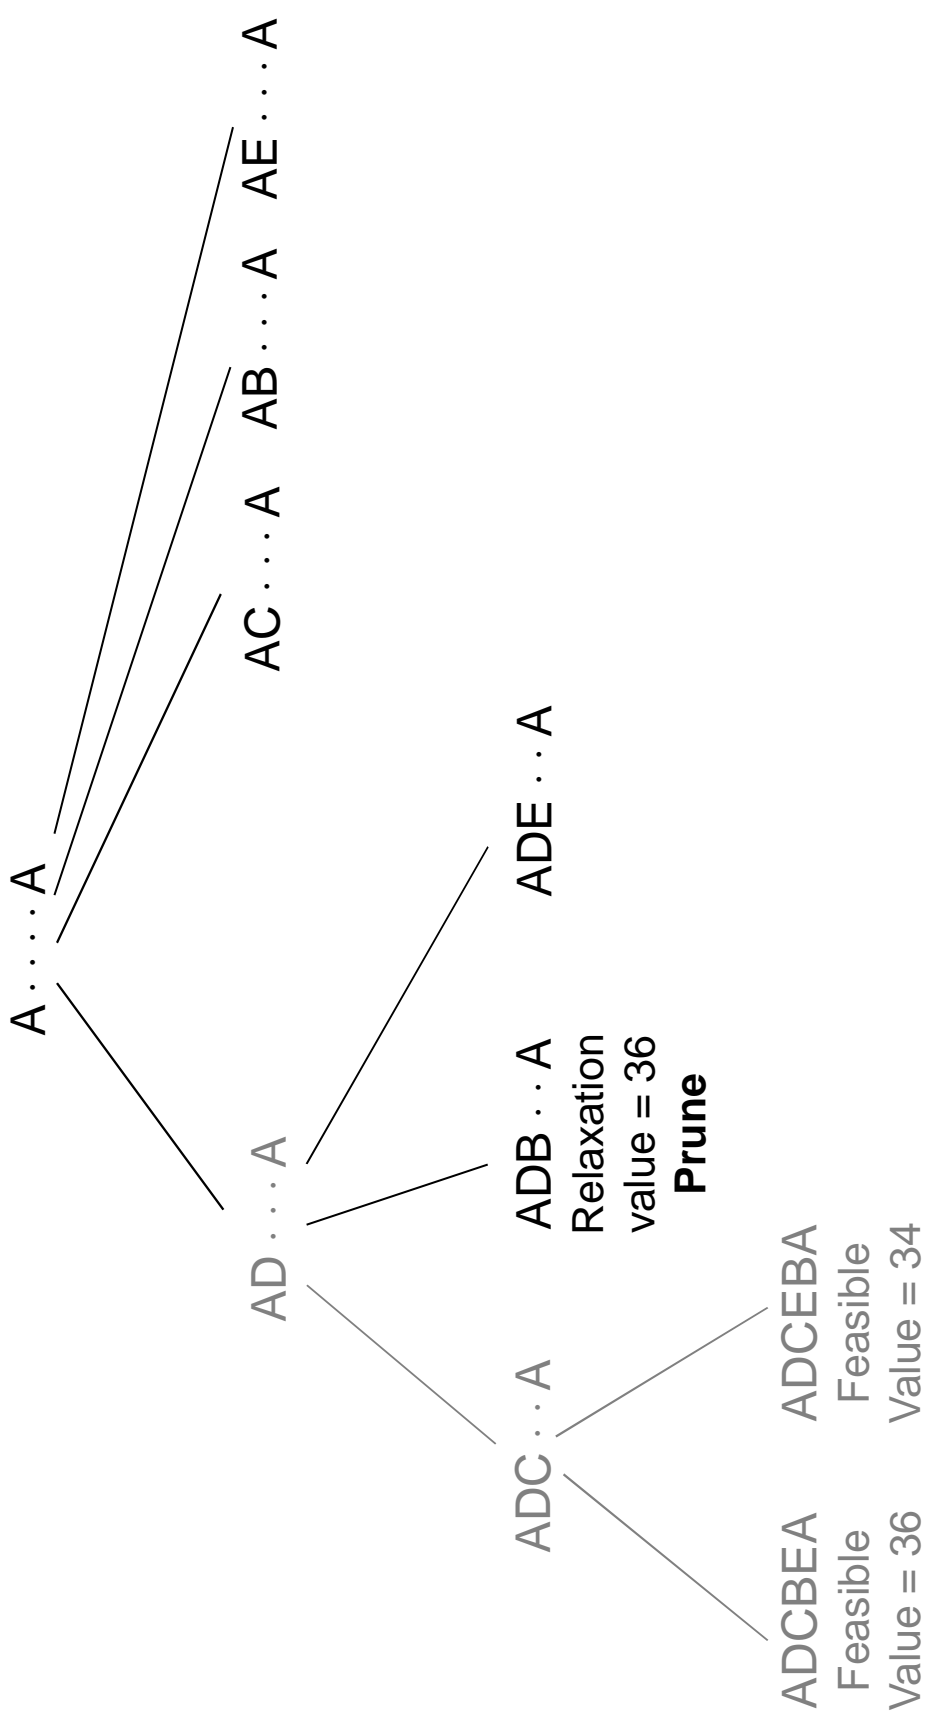 A · · · · A
AD · · · A
AC · · · A
AB · · · A
AE · · · A
ADC · · A
ADB · · A
Relaxation
value = 36
Prune
ADE · · A
ADCBEA
Feasible
Value = 36
ADCEBA
Feasible
Value = 34